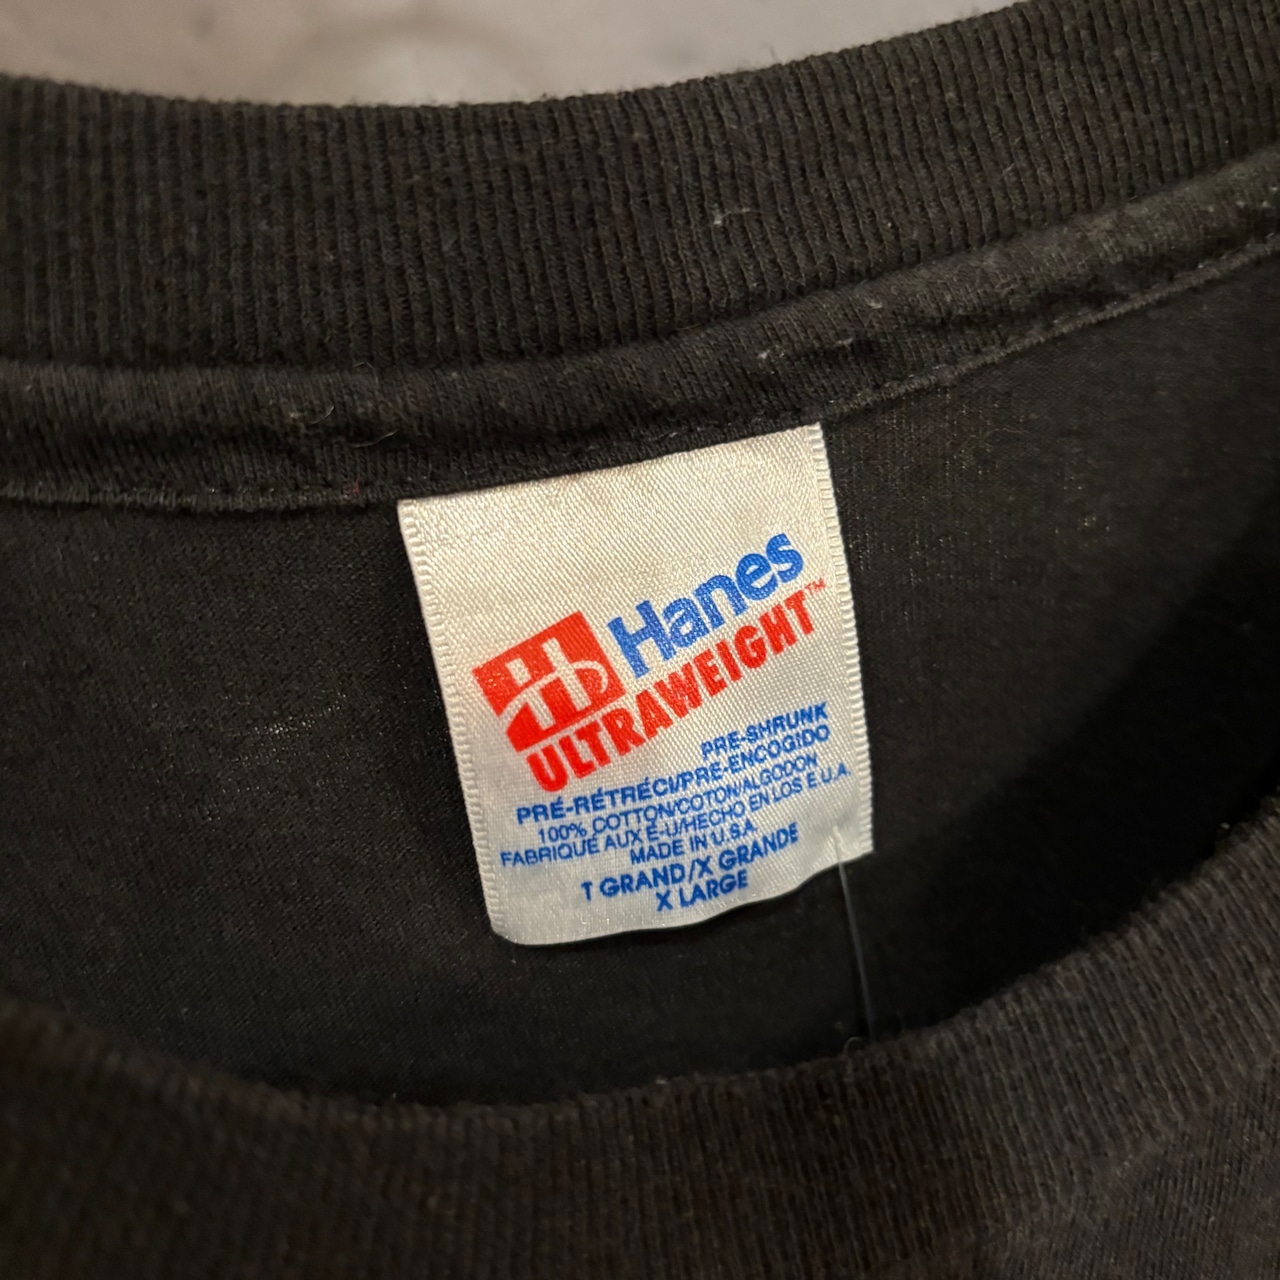 Hanes
ULTRAWEIGHT™
PRE-SHRUNK
PRÉ-RÉTRÉCI/PRE-ENCOGIDO
100% COTTON/COTON/ALGODON
FABRIQUÉ AUX É-U/HECHO EN LOS E.U.A.
MADE IN U.S.A.
T GRAND/X GRANDE
X LARGE